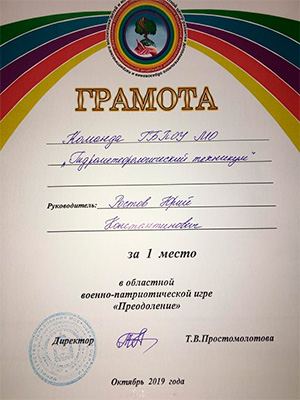 ГРАМОТА
Команда ГБПОУ МО
„Гидрометеорологический техникум"
Руководитель: Ростов Юрий
Константинович
за 1 место
в областной
военно-патриотической игре
«Преодоление»
Директор Т.В.Простомолотова
Октябрь 2019 года